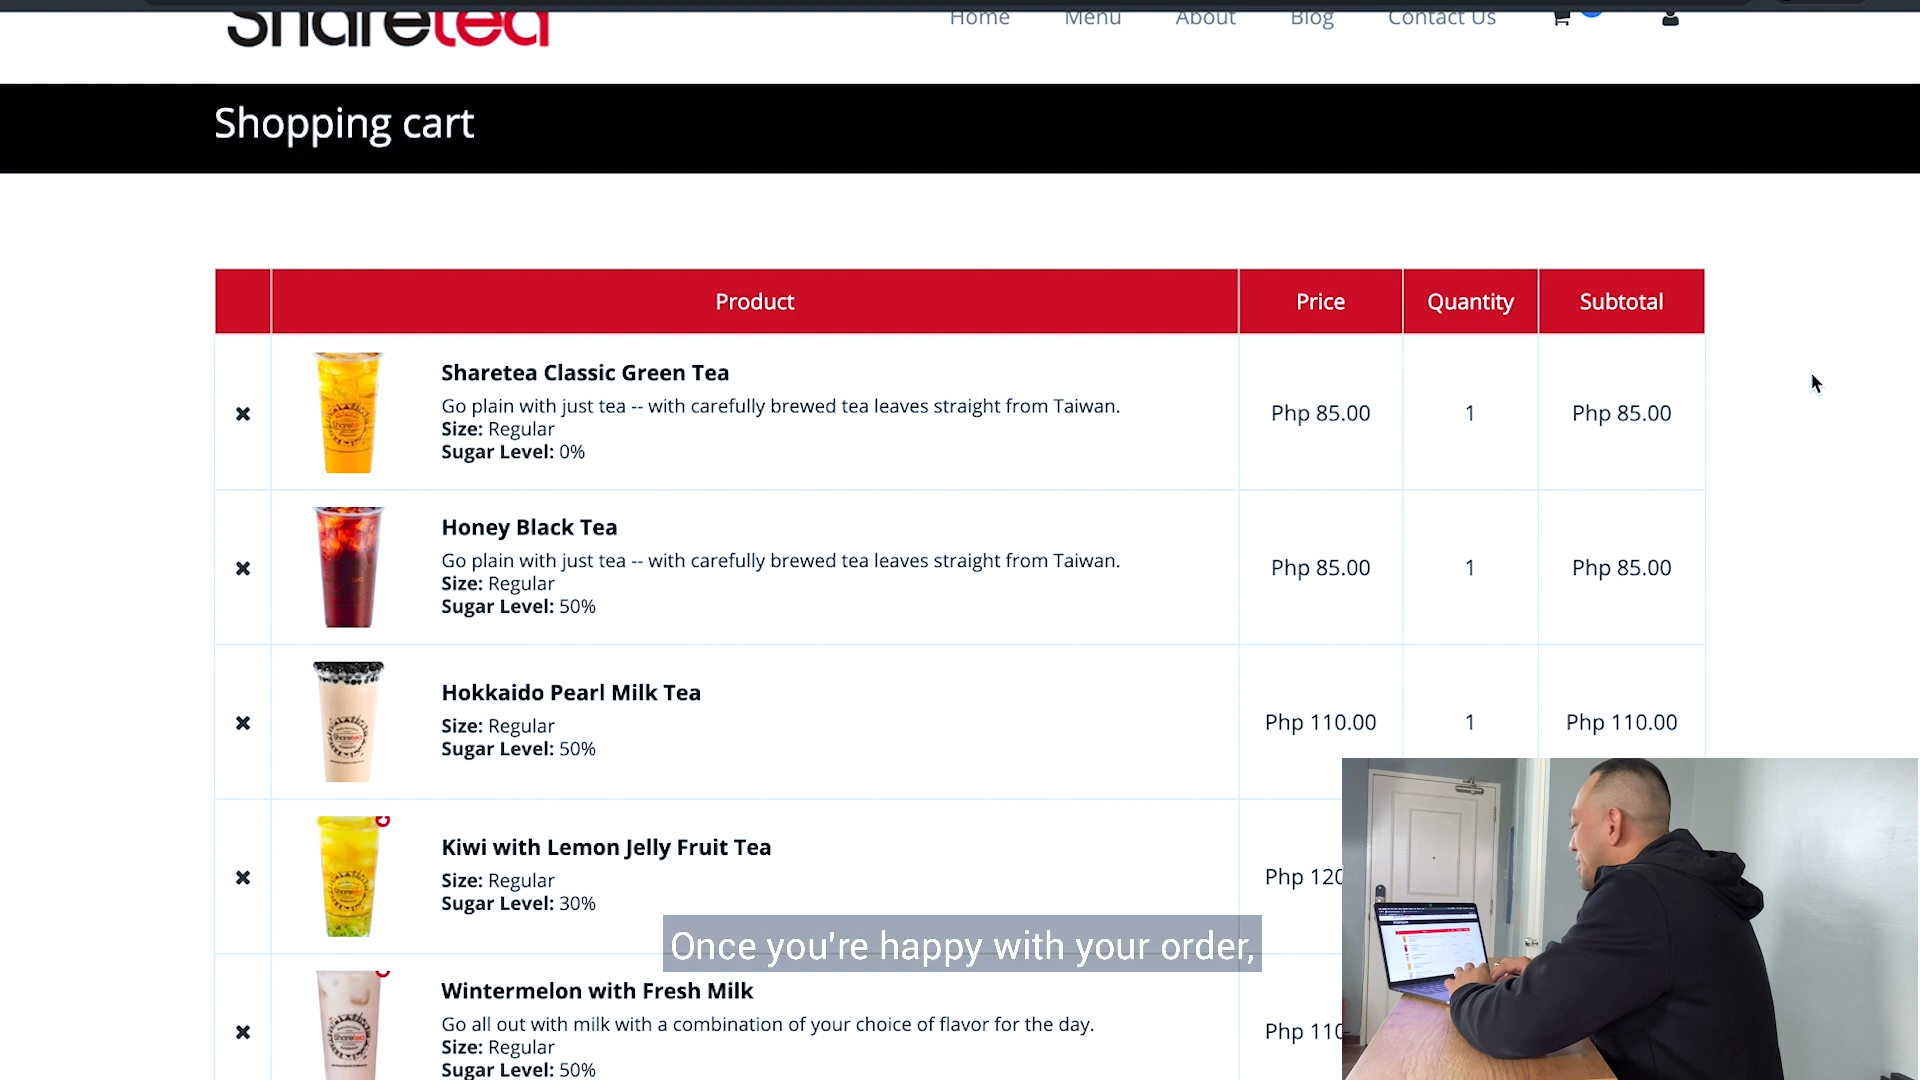 Sharetea
Home Menu About Blog Contact Us
Shopping cart
Product Price Quantity Subtotal
Sharetea Classic Green Tea
Go plain with just tea -- with carefully brewed tea leaves straight from Taiwan.
Size: Regular
Sugar Level: 0%
Php 85.00 1 Php 85.00
Honey Black Tea
Go plain with just tea -- with carefully brewed tea leaves straight from Taiwan.
Size: Regular
Sugar Level: 50%
Php 85.00 1 Php 85.00
Hokkaido Pearl Milk Tea
Size: Regular
Sugar Level: 50%
Php 110.00 1 Php 110.00
Kiwi with Lemon Jelly Fruit Tea
Size: Regular
Sugar Level: 30%
Php 120
Once you're happy with your order,
Wintermelon with Fresh Milk
Go all out with milk with a combination of your choice of flavor for the day.
Size: Regular
Sugar Level: 50%
Php 110